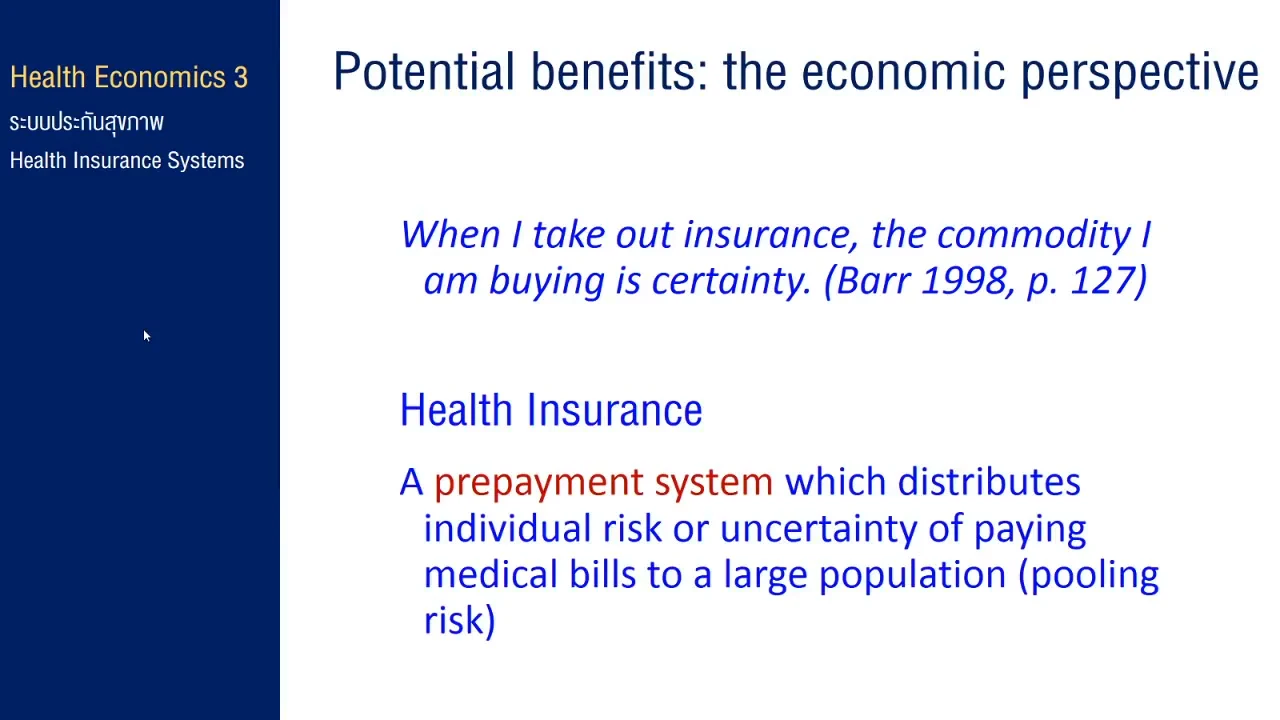 Health Economics 3
ระบบประกันสุขภาพ
Health Insurance Systems
Potential benefits: the economic perspective
When I take out insurance, the commodity I
am buying is certainty. (Barr 1998, p. 127)
Health Insurance
A prepayment system which distributes
individual risk or uncertainty of paying
medical bills to a large population (pooling
risk)